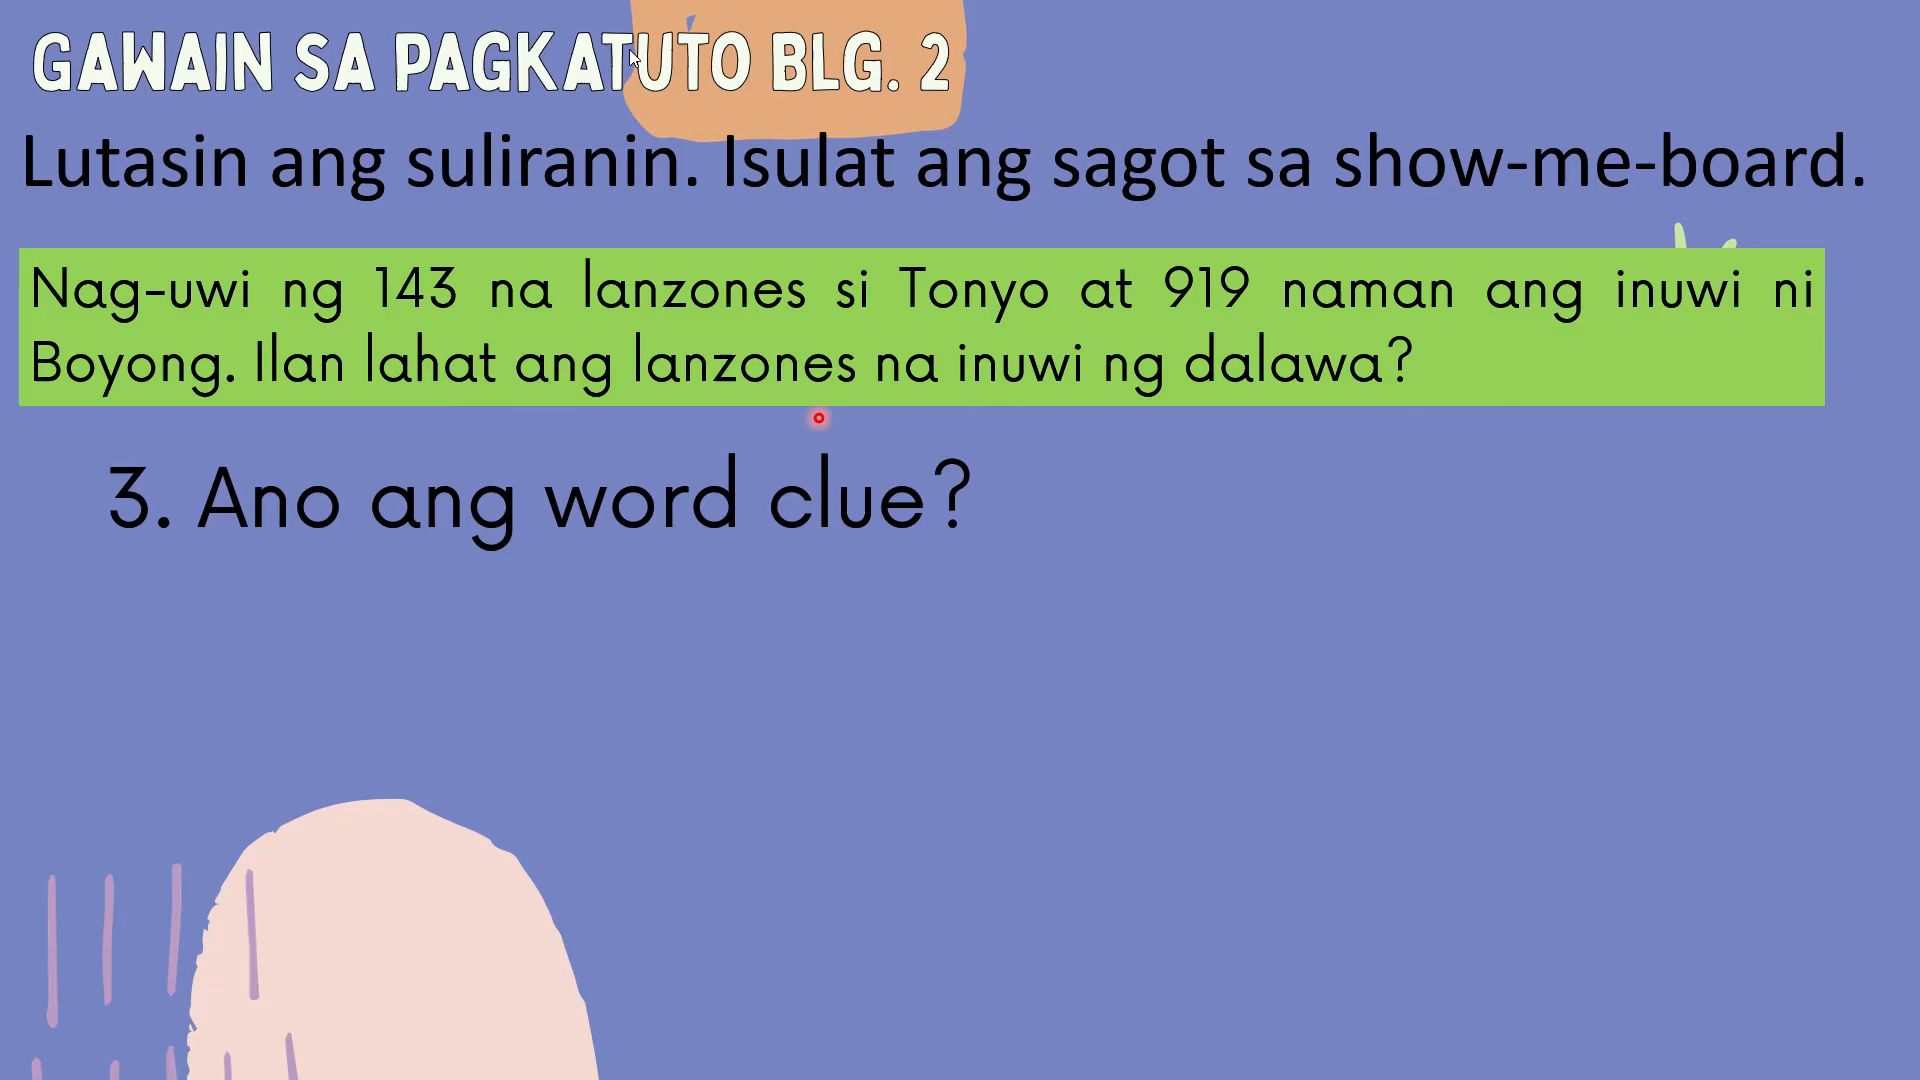 GAWAIN SA PAGKATUTO BLG. 2
Lutasin ang suliranin. Isulat ang sagot sa show-me-board.
Nag-uwi ng 143 na lanzones si Tonyo at 919 naman ang inuwi ni
Boyong. Ilan lahat ang lanzones na inuwi ng dalawa?
3. Ano ang word clue?